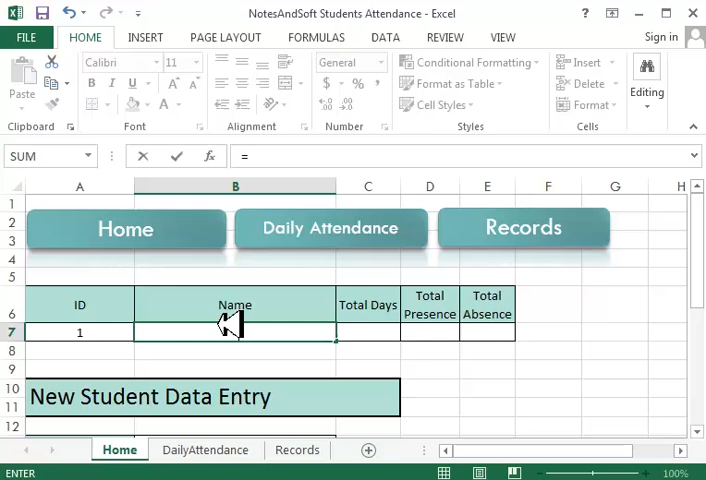 NotesAndSoft Students Attendance - Excel
FILE HOME INSERT PAGE LAYOUT FORMULAS DATA REVIEW VIEW Sign in
Paste Calibri 11 General Conditional Formatting Insert Editing
B I U A $ % , Format as Table Delete
Cell Styles Format
Clipboard Font Alignment Number Styles Cells
SUM fx =
A B C D E F G H
1
2 Home Daily Attendance Records
3
4
5
6 ID Name Total Days Total Presence Total Absence
7 1
8
9
10 New Student Data Entry
11
12
Home DailyAttendance Records
ENTER 100%